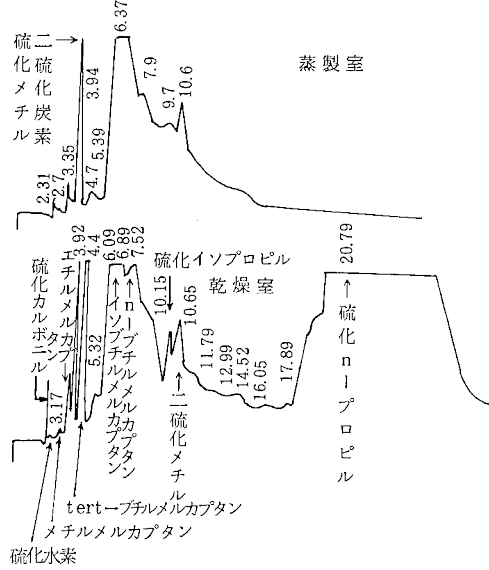 6.37
二硫化炭素
硫化メチル
3.94
7.9
9.7
10.6
蒸製室
2.31
2.7
3.35
4.7
5.39
3.92
4.4
6.09
6.89
7.52
硫化イソプロピル
乾燥室
20.79
硫化カルボニル
エチルメルカプタン
3.17
5.32
イソブチルメルカプタン
n−ブチルメルカプタン
10.15
10.65
11.79
12.99
14.52
16.05
17.89
二硫化メチル
硫化n−プロピル
tert−ブチルメルカプタン
メチルメルカプタン
硫化水素